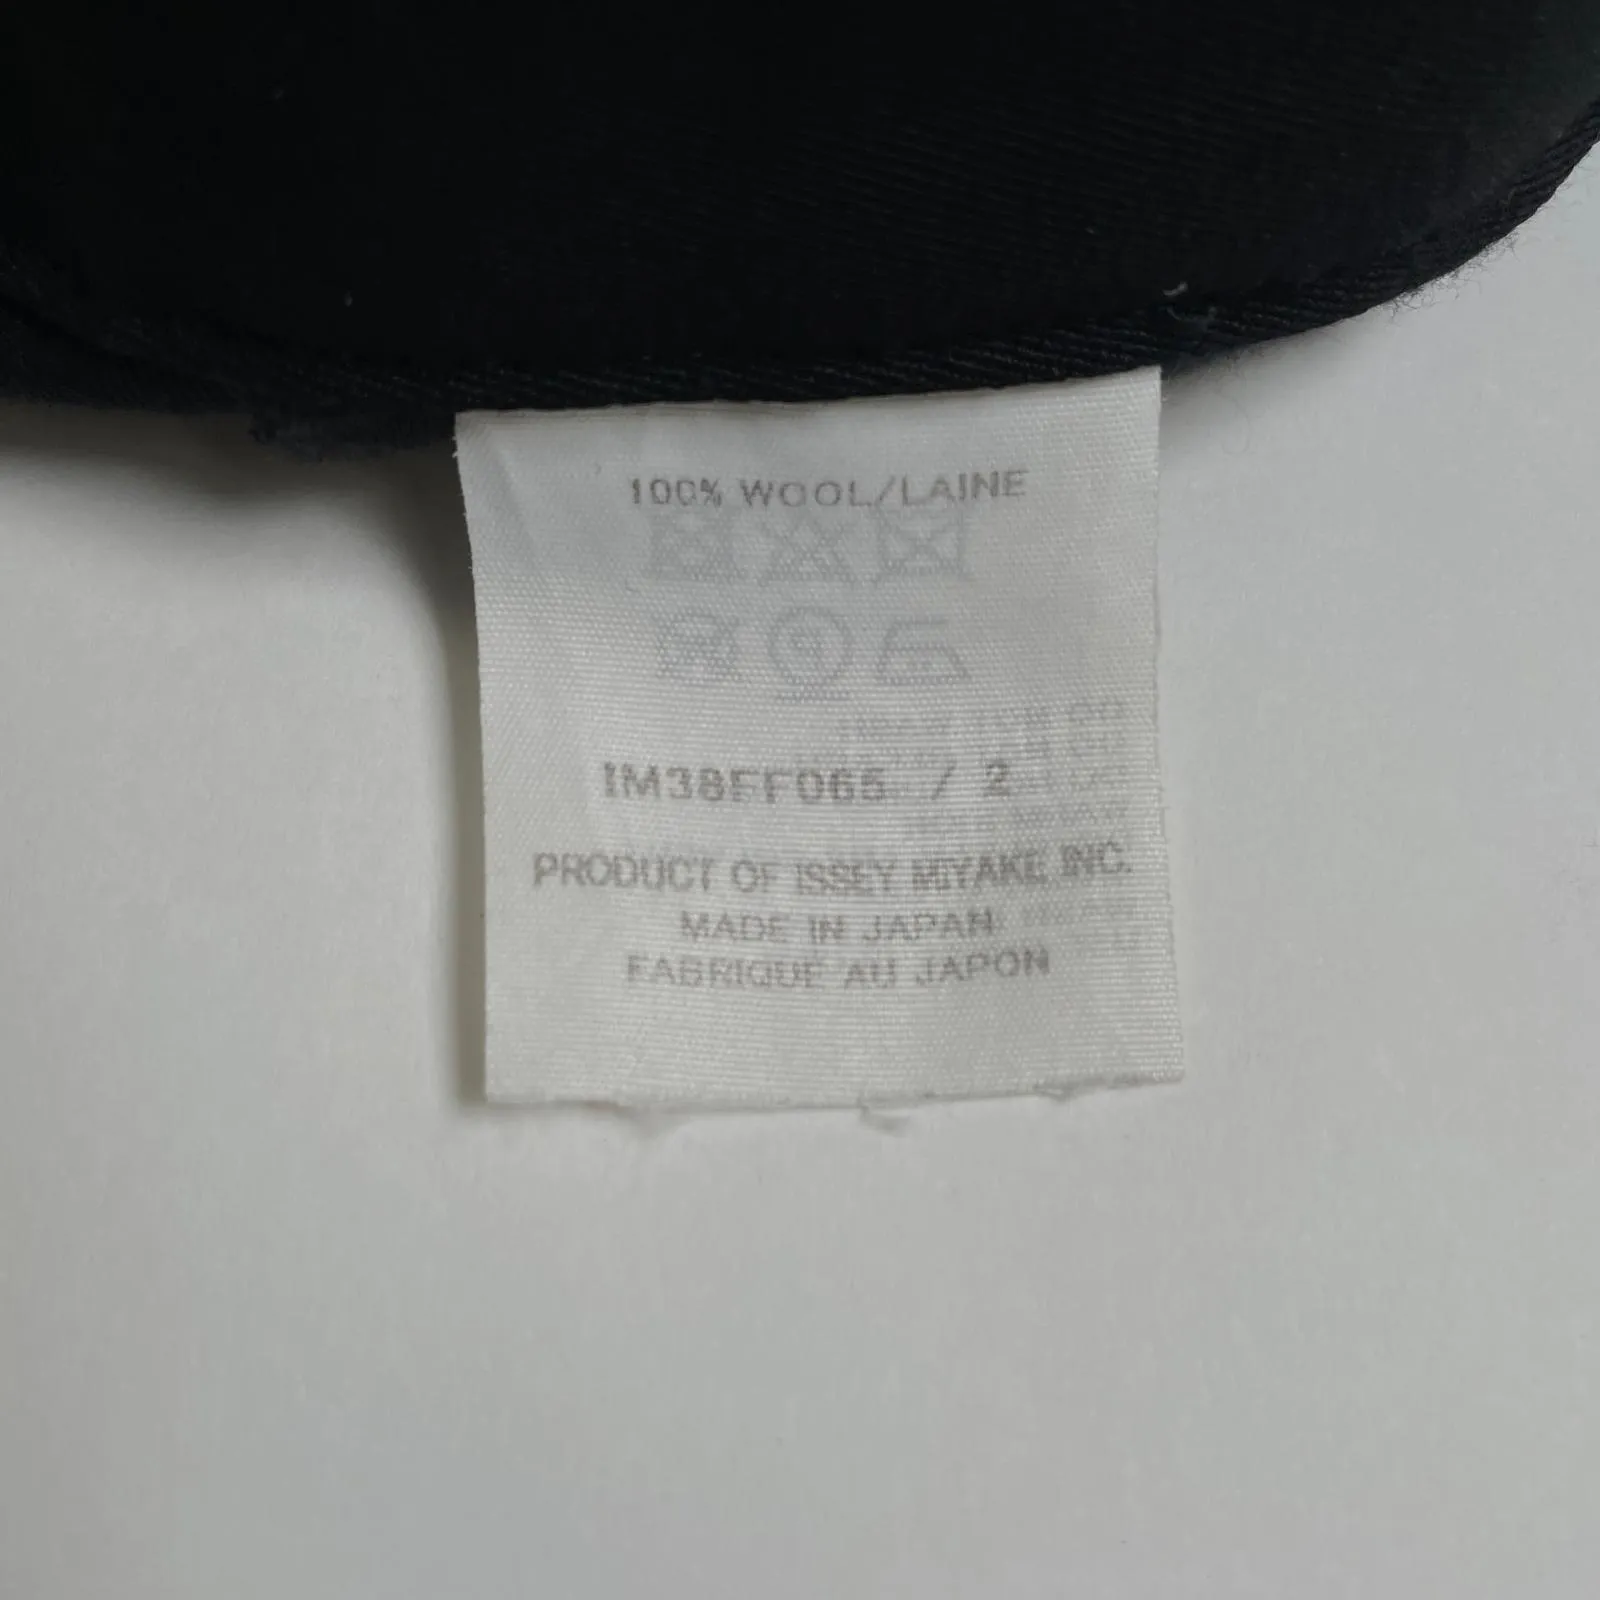 100% WOOL/LAINE
IM38FF065 / 2
PRODUCT OF ISSEY MIYAKE INC.
MADE IN JAPAN
FABRIQUE AU JAPON